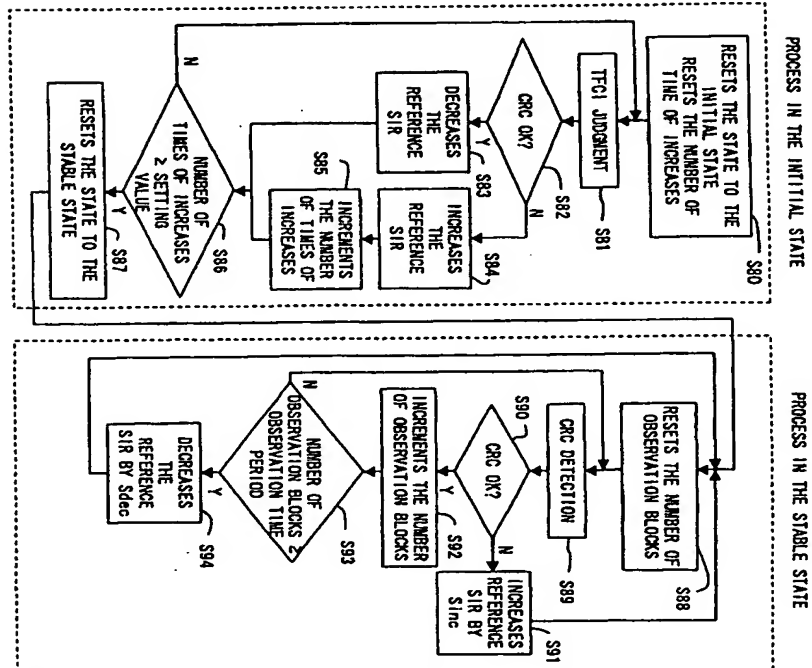 PROCESS IN THE INTITIAL STATE
S80
RESETS THE STATE TO THE
INITIAL STATE
RESETS THE NUMBER OF
TIME OF INCREASES
TFCI JUDGMENT
S81
CRC OK?
S82
N
Y
S83
DECREASES
THE
REFERENCE
SIR
S84
INCREASES
THE
REFERENCE
SIR
S85
INCREMENTS
THE NUMBER
OF TIMES OF
INCREASES
N
NUMBER OF
TIMES OF INCREASES
≥ SETTING
VALUE
S86
Y
S87
RESETS THE STATE TO THE
STABLE STATE
PROCESS IN THE STABLE STATE
S88
RESETS THE NUMBER OF
OBSERVATION BLOCKS
CRC DETECTION
S89
S90
CRC OK?
N
Y
S91
INCREASES
REFERENCE
SIR BY
Sinc
INCREMENTS THE NUMBER
OF OBSERVATION BLOCKS
S92
N
NUMBER OF
OBSERVATION BLOCKS ≥
OBSERVATION TIME
PERIOD
S93
Y
DECREASES
THE
REFERENCE
SIR BY Sdec
S94